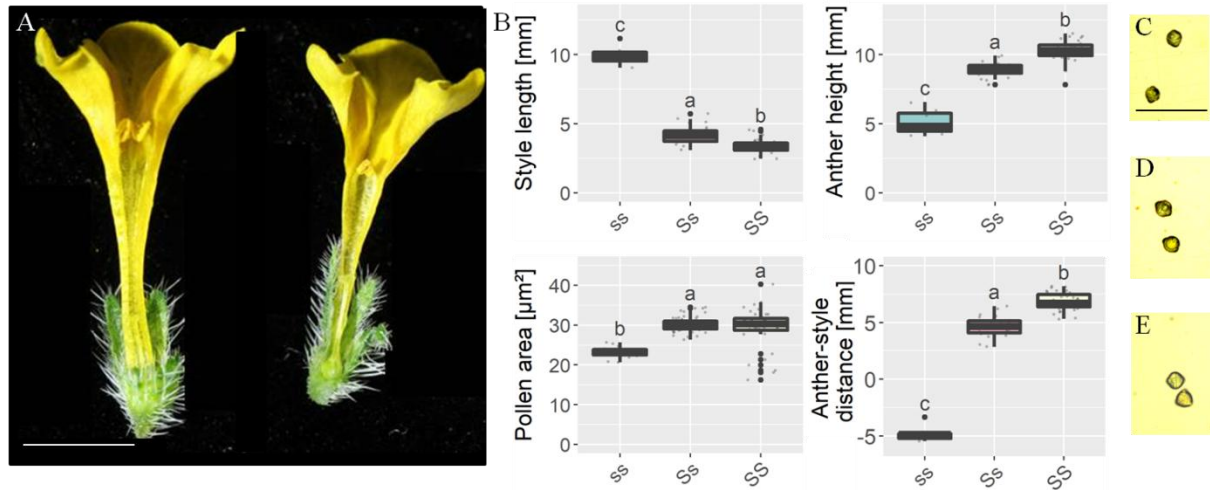 A
B
Style length [mm]
10
5
0
c
a
b
ss
Ss
SS
Anther height [mm]
10
5
0
c
a
b
ss
Ss
SS
Pollen area [µm²]
40
30
20
10
0
b
a
a
ss
Ss
SS
Anther-style
distance [mm]
10
5
0
-5
c
a
b
ss
Ss
SS
C
D
E